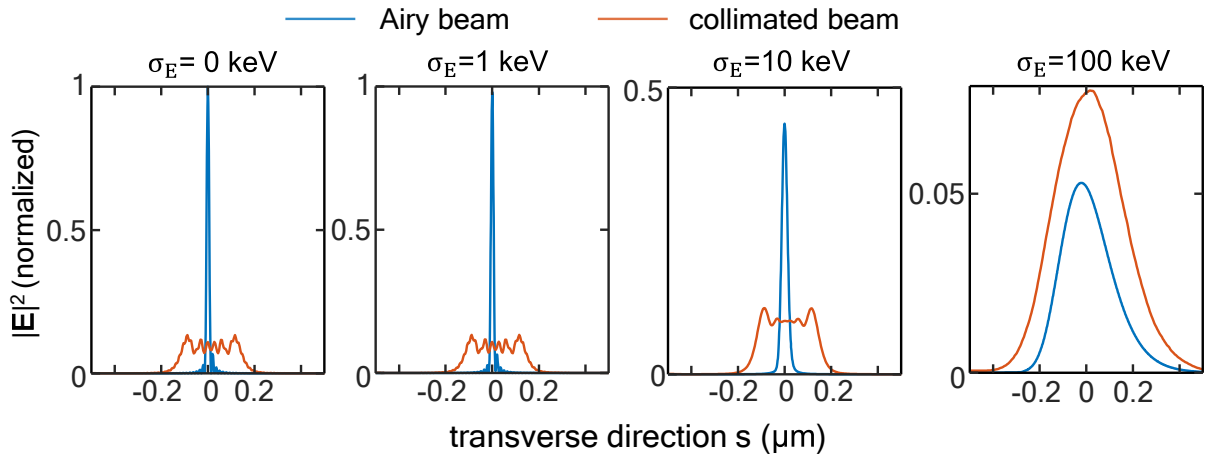 Airy beam collimated beam
σE= 0 keV σE=1 keV σE=10 keV σE=100 keV
|E|² (normalized)
1 1 0.5
0.5 0.5 0.05
0 0 0 0
-0.2 0 0.2 -0.2 0 0.2 -0.2 0 0.2 -0.2 0 0.2
transverse direction s (μm)